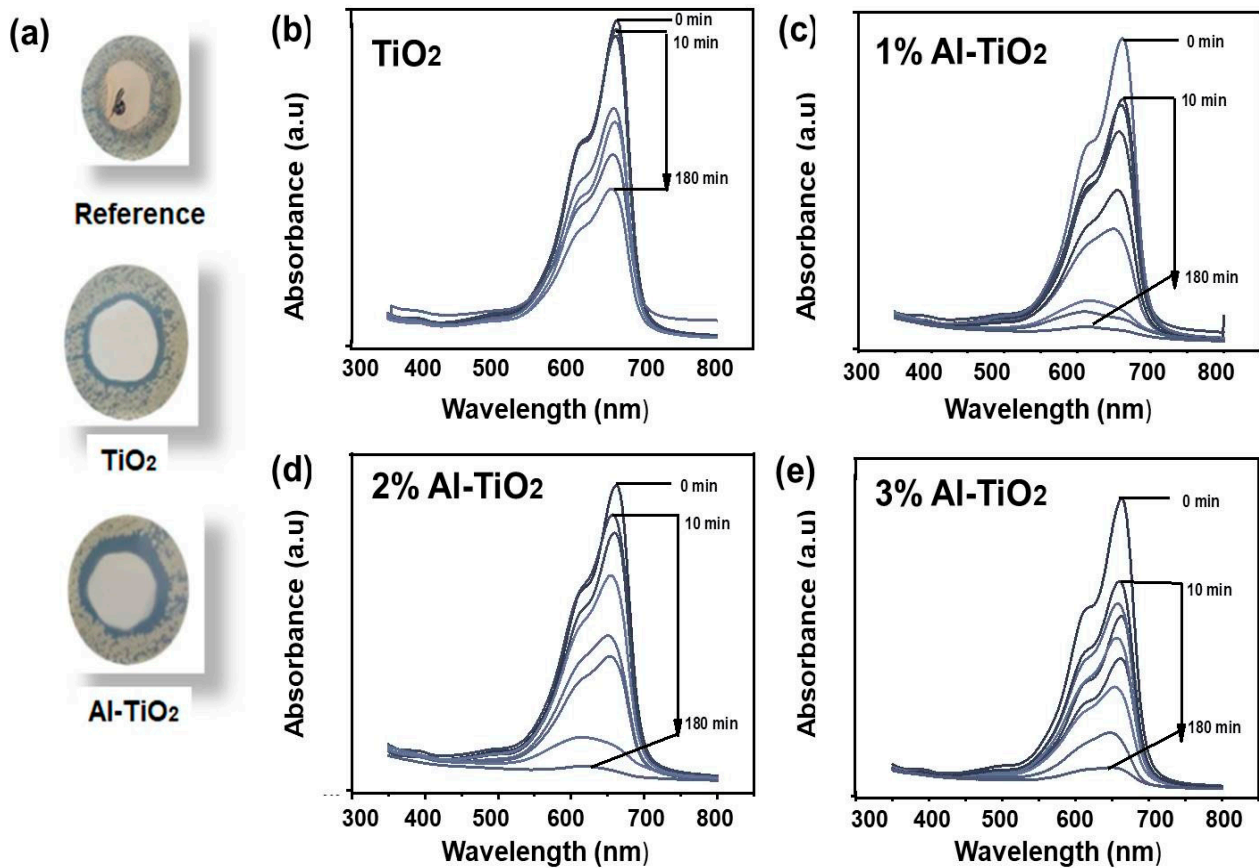 (a)
Reference
TiO₂
Al-TiO₂
(b)
TiO₂
0 min
10 min
180 min
Absorbance (a.u)
300 400 500 600 700 800
Wavelength (nm)
(c)
1% Al-TiO₂
0 min
10 min
180 min
Absorbance (a.u)
300 400 500 600 700 800
Wavelength (nm)
(d)
2% Al-TiO₂
0 min
10 min
180 min
Absorbance (a.u)
300 400 500 600 700 800
Wavelength (nm)
(e)
3% Al-TiO₂
0 min
10 min
180 min
Absorbance (a.u)
300 400 500 600 700 800
Wavelength (nm)